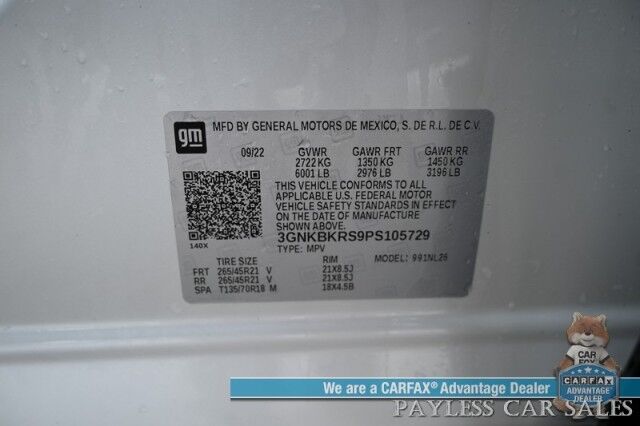 gm
MFD BY GENERAL MOTORS DE MEXICO, S. DE R.L. DE C.V.
09/22 GVWR GAWR FRT GAWR RR
2722 KG 1350 KG 1450 KG
6001 LB 2976 LB 3196 LB
THIS VEHICLE CONFORMS TO ALL
APPLICABLE U.S. FEDERAL MOTOR
VEHICLE SAFETY STANDARDS IN EFFECT
ON THE DATE OF MANUFACTURE
SHOWN ABOVE.
3GNKBKRS9PS105729
140X
TYPE: MPV MODEL: 991NL26
TIRE SIZE RIM
FRT 265/45R21 V 21X8.5J
RR 265/45R21 V 21X8.5J
SPA T135/70R18 M 18X4.5B
We are a CARFAX® Advantage Dealer
CAR
FOX
CARFAX
ADVANTAGE
DEALER
PAYLESS CAR SALES